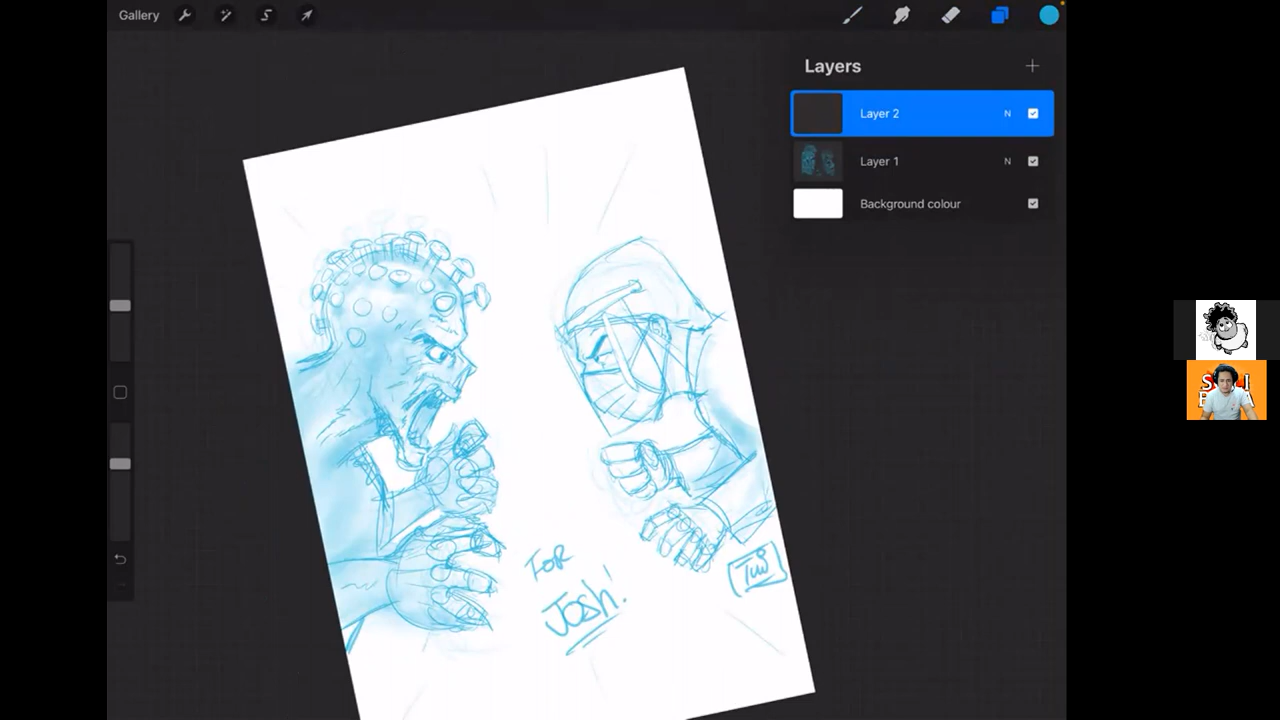 Gallery
Layers
Layer 2 N
Layer 1 N
Background colour
FOR
Josh!